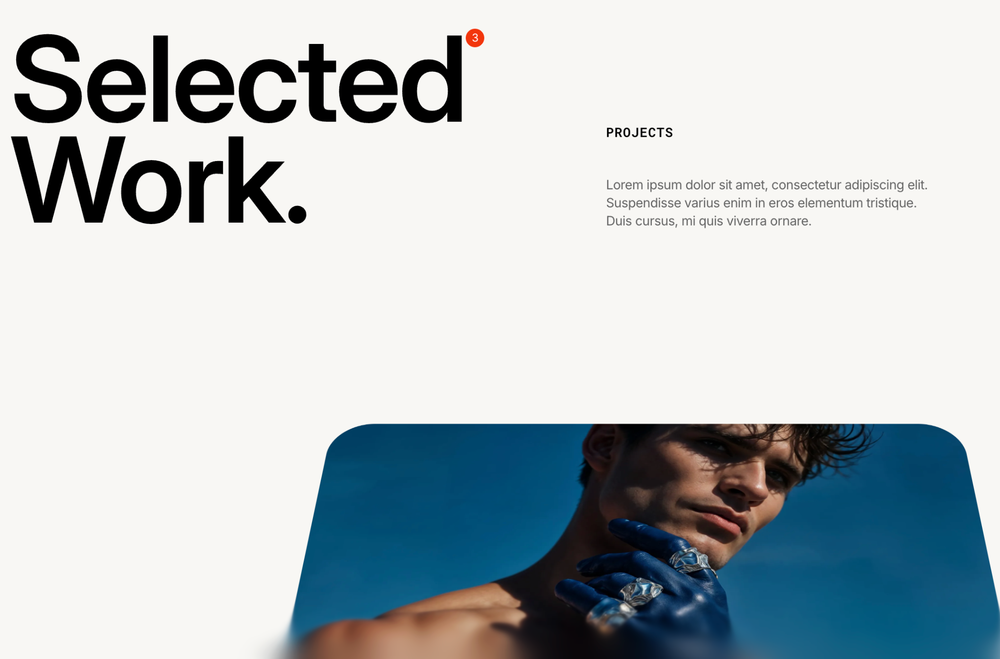 Selected 3
Work.
PROJECTS
Lorem ipsum dolor sit amet, consectetur adipiscing elit.
Suspendisse varius enim in eros elementum tristique.
Duis cursus, mi quis viverra ornare.